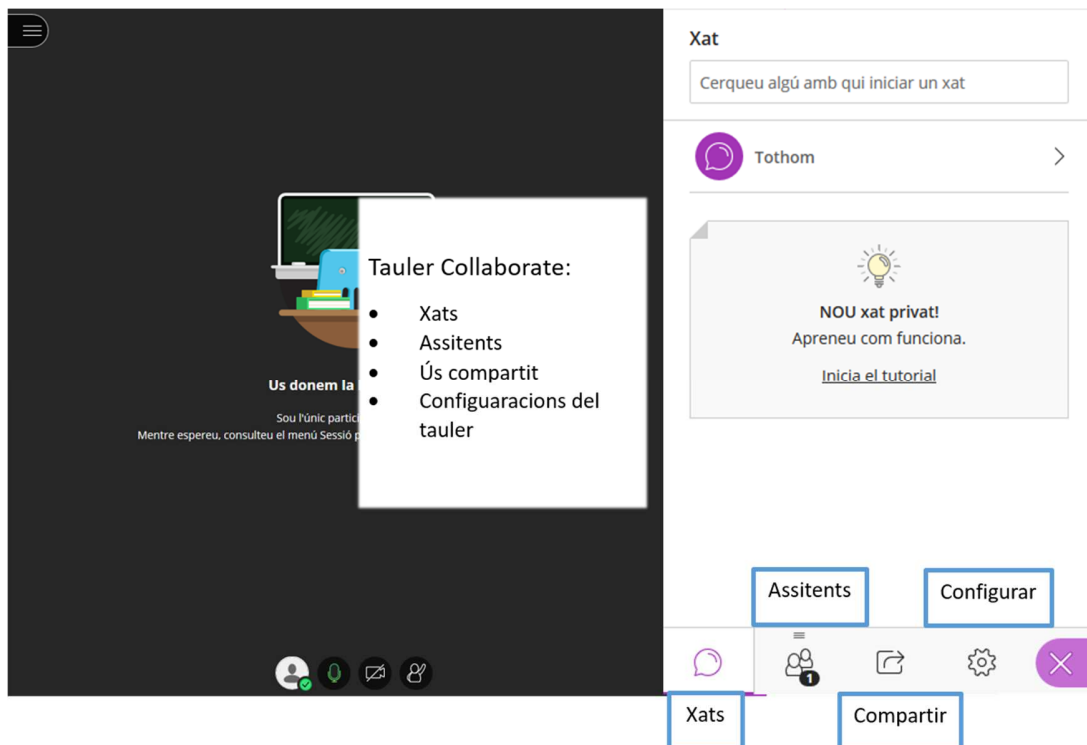 Xat
Cerqueu algú amb qui iniciar un xat
Tothom
NOU xat privat!
Apreneu com funciona.
Inicia el tutorial
Tauler Collaborate:
• Xats
• Assitents
• Ús compartit
• Configuaracions del
tauler
Us donem la
Sou l'únic partici
Mentre espereu, consulteu el menú Sessió p
Assitents
Configurar
1
Xats
Compartir